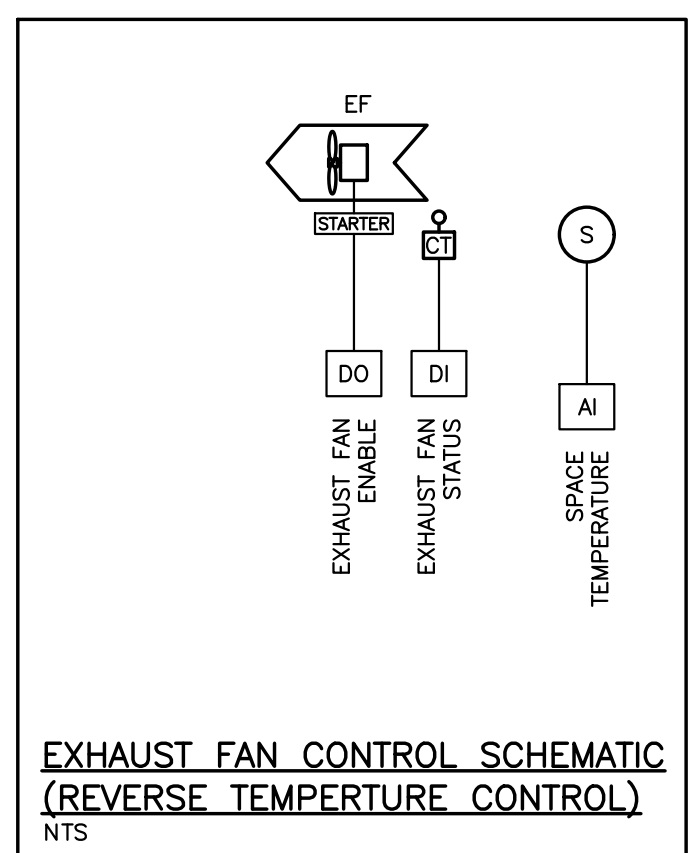 EF
STARTER
CT
S
DO
DI
AI
EXHAUST FAN
ENABLE
EXHAUST FAN
STATUS
SPACE
TEMPERATURE
EXHAUST FAN CONTROL SCHEMATIC
(REVERSE TEMPERTURE CONTROL)
NTS